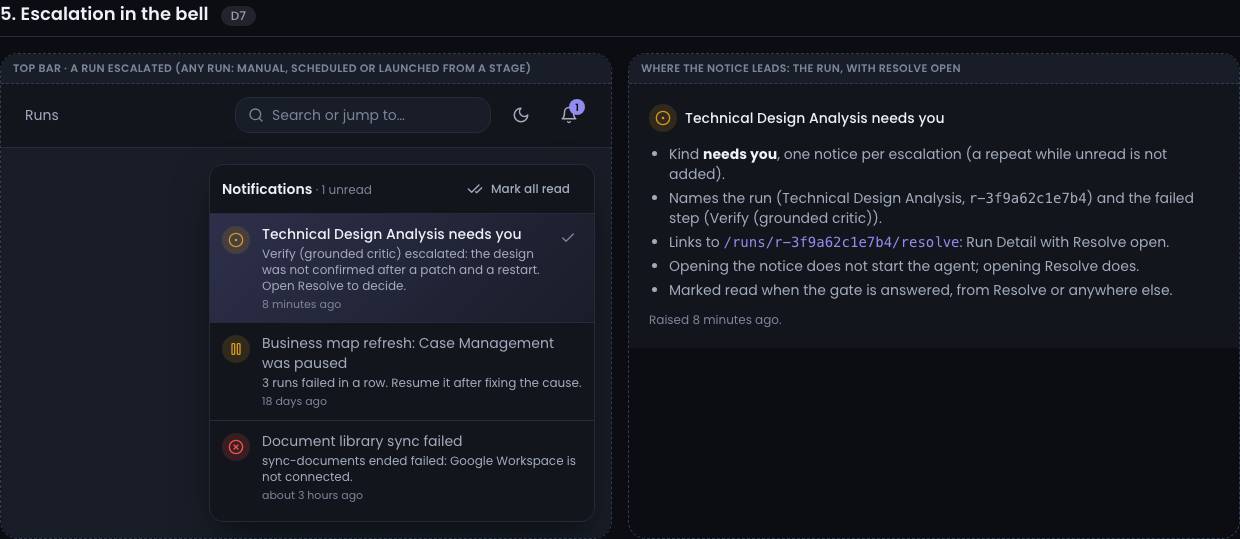 5. Escalation in the bell D7
TOP BAR · A RUN ESCALATED (ANY RUN: MANUAL, SCHEDULED OR LAUNCHED FROM A STAGE)
Runs
Search or jump to...
1
Notifications · 1 unread
Mark all read
Technical Design Analysis needs you
Verify (grounded critic) escalated: the design
was not confirmed after a patch and a restart.
Open Resolve to decide.
8 minutes ago
Business map refresh: Case Management
was paused
3 runs failed in a row. Resume it after fixing the cause.
18 days ago
Document library sync failed
sync-documents ended failed: Google Workspace is
not connected.
about 3 hours ago
WHERE THE NOTICE LEADS: THE RUN, WITH RESOLVE OPEN
Technical Design Analysis needs you
• Kind needs you, one notice per escalation (a repeat while unread is not
added).
• Names the run (Technical Design Analysis, r-3f9a62c1e7b4) and the failed
step (Verify (grounded critic)).
• Links to /runs/r-3f9a62c1e7b4/resolve: Run Detail with Resolve open.
• Opening the notice does not start the agent; opening Resolve does.
• Marked read when the gate is answered, from Resolve or anywhere else.
Raised 8 minutes ago.